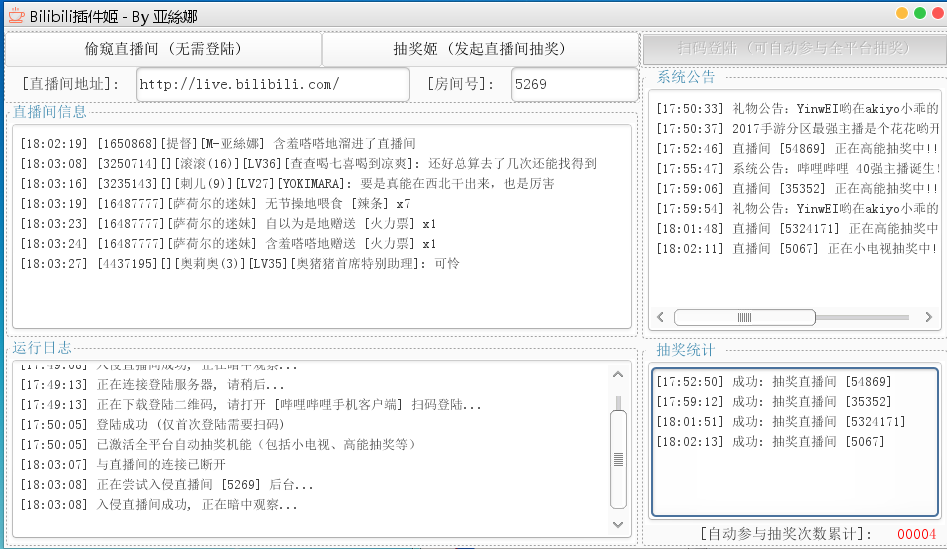 Bilibili插件姬 - By 亚絲娜
偷窥直播间（无需登陆）
抽奖姬（发起直播间抽奖）
扫码登陆（可自动参与全平台抽奖）
[直播间地址]: http://live.bilibili.com/ [房间号]: 5269
直播间信息
[18:02:19] [1650868][提督][M-亚絲娜] 含羞嗒嗒地溜进了直播间
[18:03:08] [3250714][][滚滚(16)][LV36][查查喝七喜喝到凉爽]: 还好总算去了几次还能找得到
[18:03:16] [3235143][][刺儿(9)][LV27][YOKIMARA]: 要是真能在西北干出来，也是厉害
[18:03:19] [16487777][萨荷尔的迷妹] 无节操地喂食 [辣条] x7
[18:03:23] [16487777][萨荷尔的迷妹] 自以为是地赠送 [火力票] x1
[18:03:24] [16487777][萨荷尔的迷妹] 含羞嗒嗒地赠送 [火力票] x1
[18:03:27] [4437195][][奥莉奥(3)][LV35][奥猪猪首席特别助理]: 可怜
系统公告
[17:50:33] 礼物公告: YinwEI哟在akiyo小乖的
[17:50:37] 2017手游分区最强主播是个花花哟开
[17:52:46] 直播间 [54869] 正在高能抽奖中!!
[17:55:47] 系统公告: 哔哩哔哩 40强主播诞生!
[17:59:06] 直播间 [35352] 正在高能抽奖中!!
[17:59:54] 礼物公告: YinwEI哟在akiyo小乖的
[18:01:48] 直播间 [5324171] 正在高能抽奖中
[18:02:11] 直播间 [5067] 正在小电视抽奖中!
运行日志
[17:49:08] 入侵直播间成功, 正在暗中观察...
[17:49:13] 正在连接登陆服务器, 请稍后...
[17:49:13] 正在下载登陆二维码, 请打开 [哔哩哔哩手机客户端] 扫码登陆...
[17:50:05] 登陆成功 (仅首次登陆需要扫码)
[17:50:05] 已激活全平台自动抽奖机能（包括小电视、高能抽奖等）
[18:03:07] 与直播间的连接已断开
[18:03:08] 正在尝试入侵直播间 [5269] 后台...
[18:03:08] 入侵直播间成功, 正在暗中观察...
抽奖统计
[17:52:50] 成功: 抽奖直播间 [54869]
[17:59:12] 成功: 抽奖直播间 [35352]
[18:01:51] 成功: 抽奖直播间 [5324171]
[18:02:13] 成功: 抽奖直播间 [5067]
[自动参与抽奖次数累计]: 00004